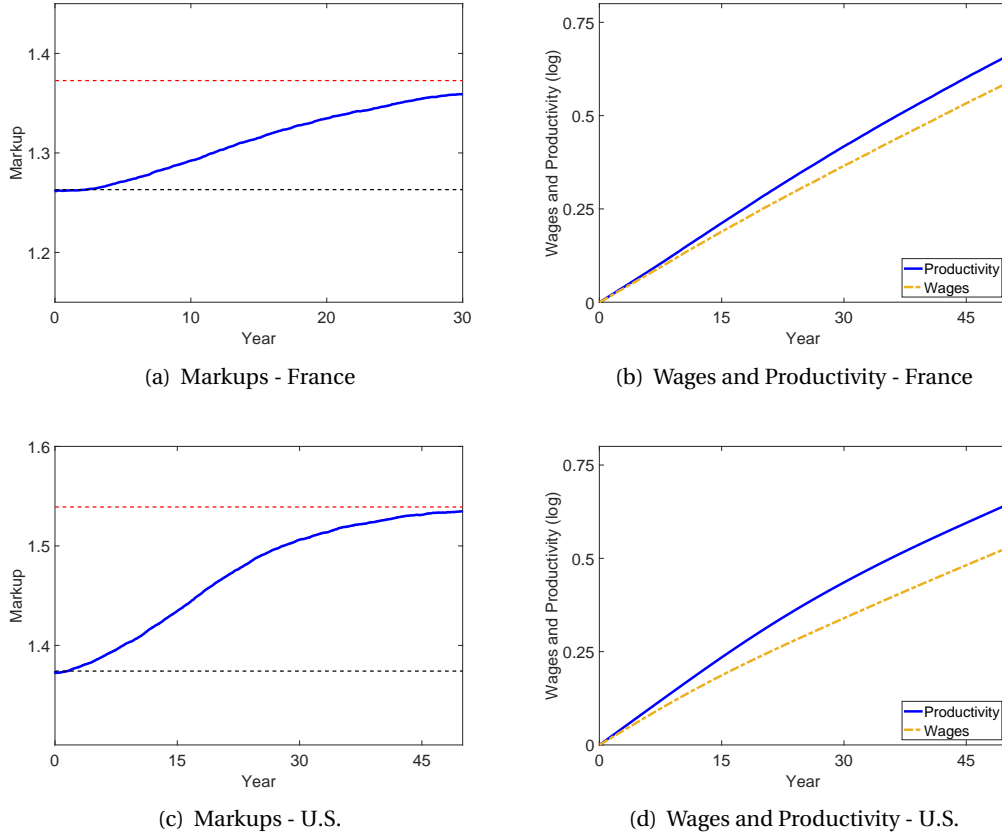 1.4
1.3
1.2
Markup
0
10
20
30
Year
(a) Markups - France
0.75
0.5
0.25
0
Wages and Productivity (log)
Productivity
Wages
0
15
30
45
Year
(b) Wages and Productivity - France
1.6
1.5
1.4
Markup
0
15
30
45
Year
(c) Markups - U.S.
0.75
0.5
0.25
0
Wages and Productivity (log)
Productivity
Wages
0
15
30
45
Year
(d) Wages and Productivity - U.S.